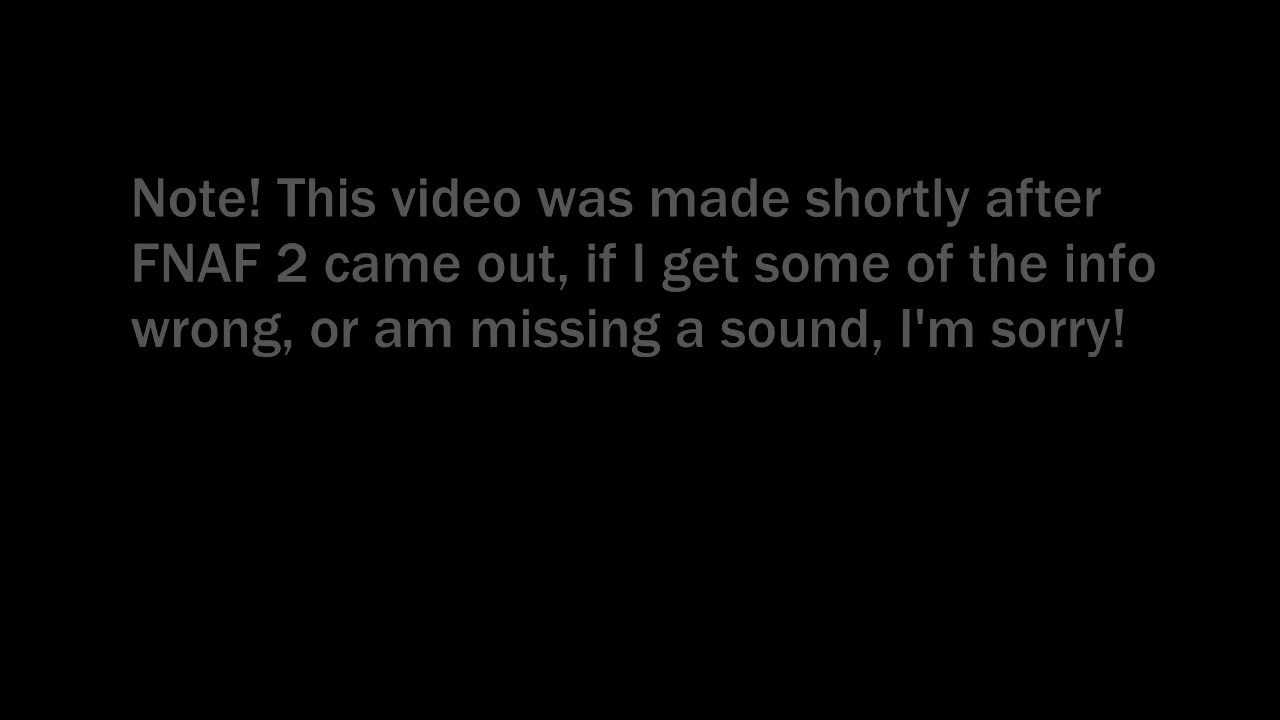 Note! This video was made shortly after
FNAF 2 came out, if I get some of the info
wrong, or am missing a sound, I'm sorry!